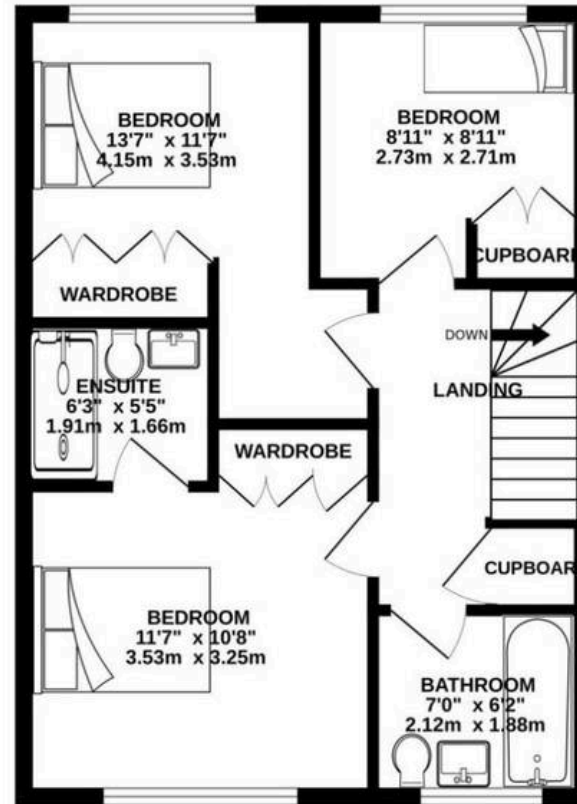 BEDROOM
13'7" x 11'7"
4.15m x 3.53m
BEDROOM
8'11" x 8'11"
2.73m x 2.71m
CUPBOARD
WARDROBE
DOWN
ENSUITE
6'3" x 5'5"
1.91m x 1.66m
LANDING
WARDROBE
CUPBOAR
BEDROOM
11'7" x 10'8"
3.53m x 3.25m
BATHROOM
7'0" x 6'2"
2.12m x 1.88m